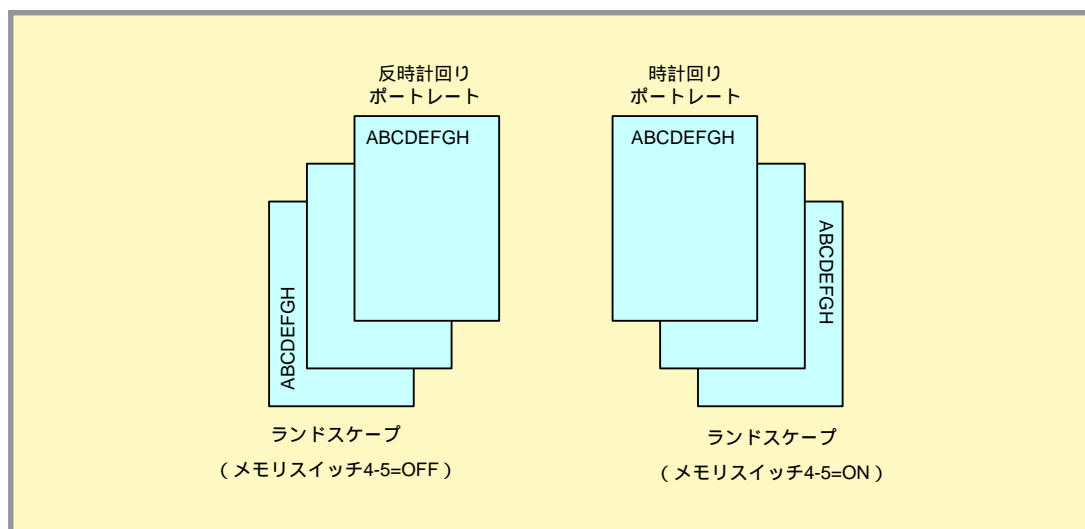 反時計回り
ポートレート
ABCDEFGH
ABCDEFGH
ランドスケープ
（メモリスイッチ4-5=OFF）
時計回り
ポートレート
ABCDEFGH
ABCDEFGH
ランドスケープ
（メモリスイッチ4-5=ON）